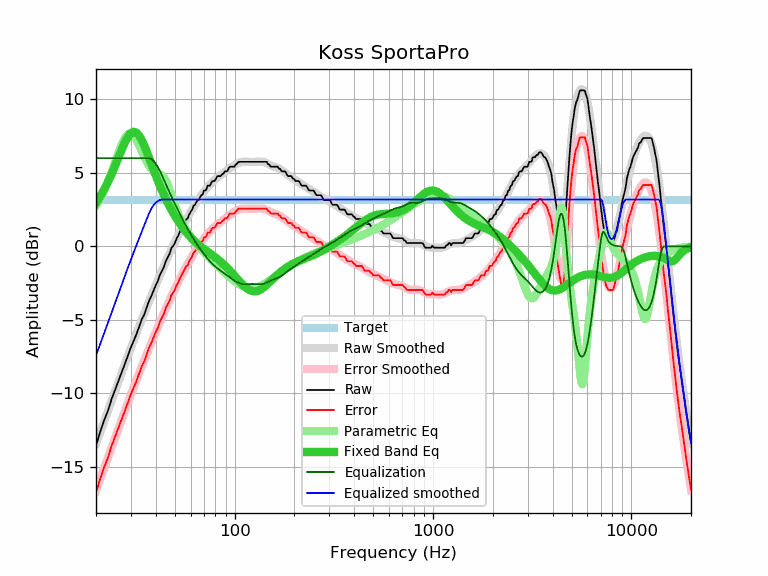 Koss SportaPro
10
5
0
−5
−10
−15
Amplitude (dBr)
Target
Raw Smoothed
Error Smoothed
Raw
Error
Parametric Eq
Fixed Band Eq
Equalization
Equalized smoothed
100
1000
10000
Frequency (Hz)